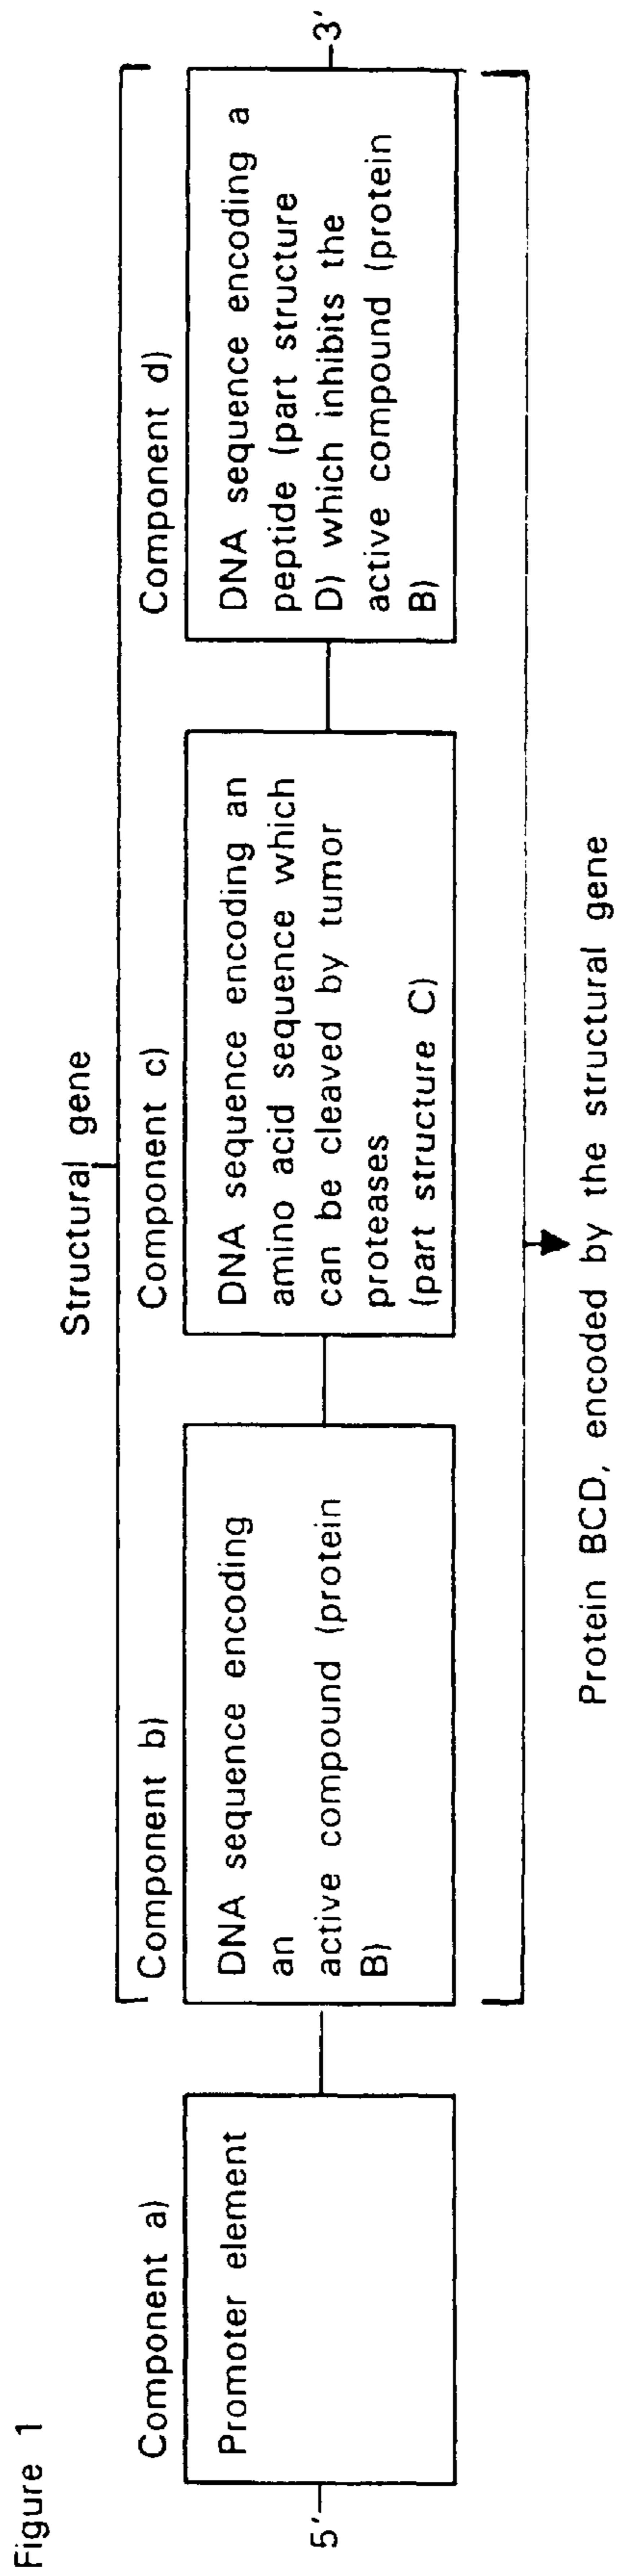 Figure 1
Structural gene
Component a)
Component b)
Component c)
Component d)
5'
Promoter element
DNA sequence encoding
an
active compound (protein
B)
DNA sequence encoding an
amino acid sequence which
can be cleaved by tumor
proteases
(part structure C)
DNA sequence encoding a
peptide (part structure
D) which inhibits the
active compound (protein
B)
3'
Protein BCD, encoded by the structural gene